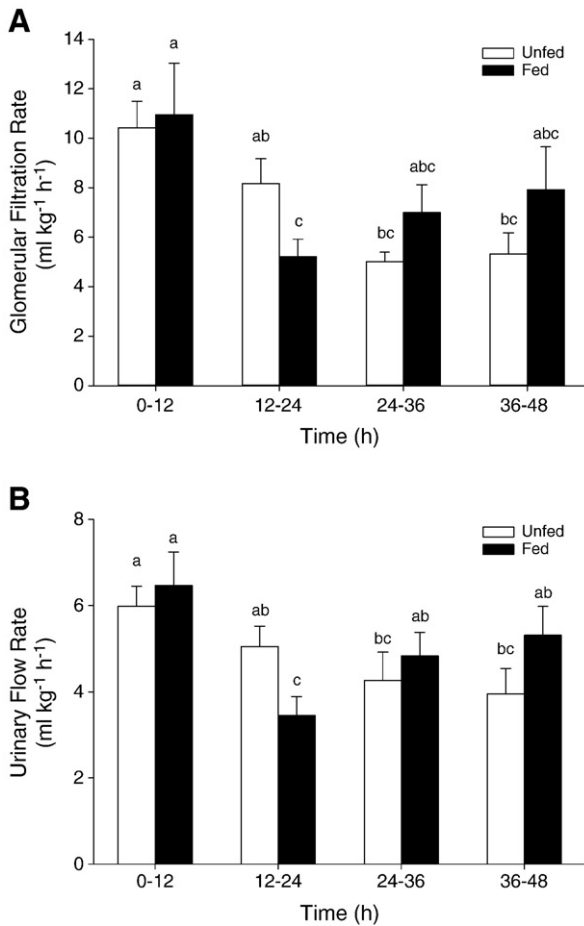 A
Glomerular Filtration Rate
(ml kg⁻¹ h⁻¹)
14
12
10
8
6
4
2
0
Unfed
Fed
a
a
ab
c
bc
abc
bc
abc
0-12
12-24
24-36
36-48
Time (h)
B
Urinary Flow Rate
(ml kg⁻¹ h⁻¹)
8
6
4
2
0
Unfed
Fed
a
a
ab
c
bc
ab
bc
ab
0-12
12-24
24-36
36-48
Time (h)